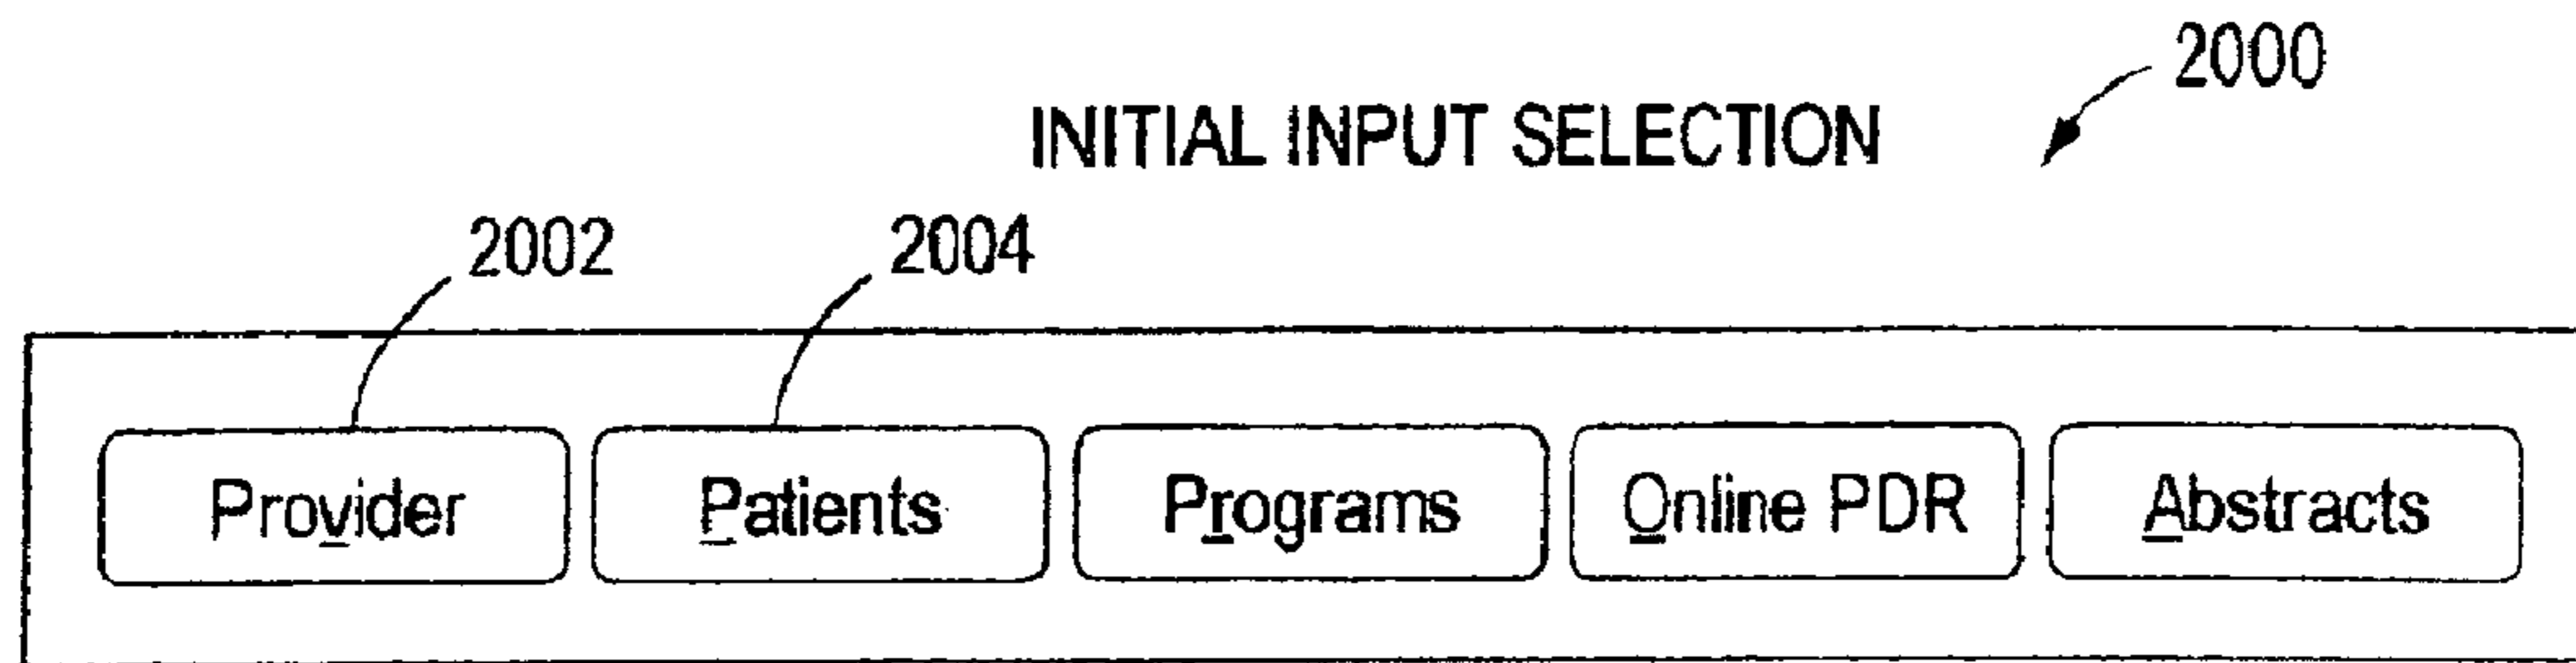 2000
INITIAL INPUT SELECTION
2002 2004
Provider Patients Programs Online PDR Abstracts